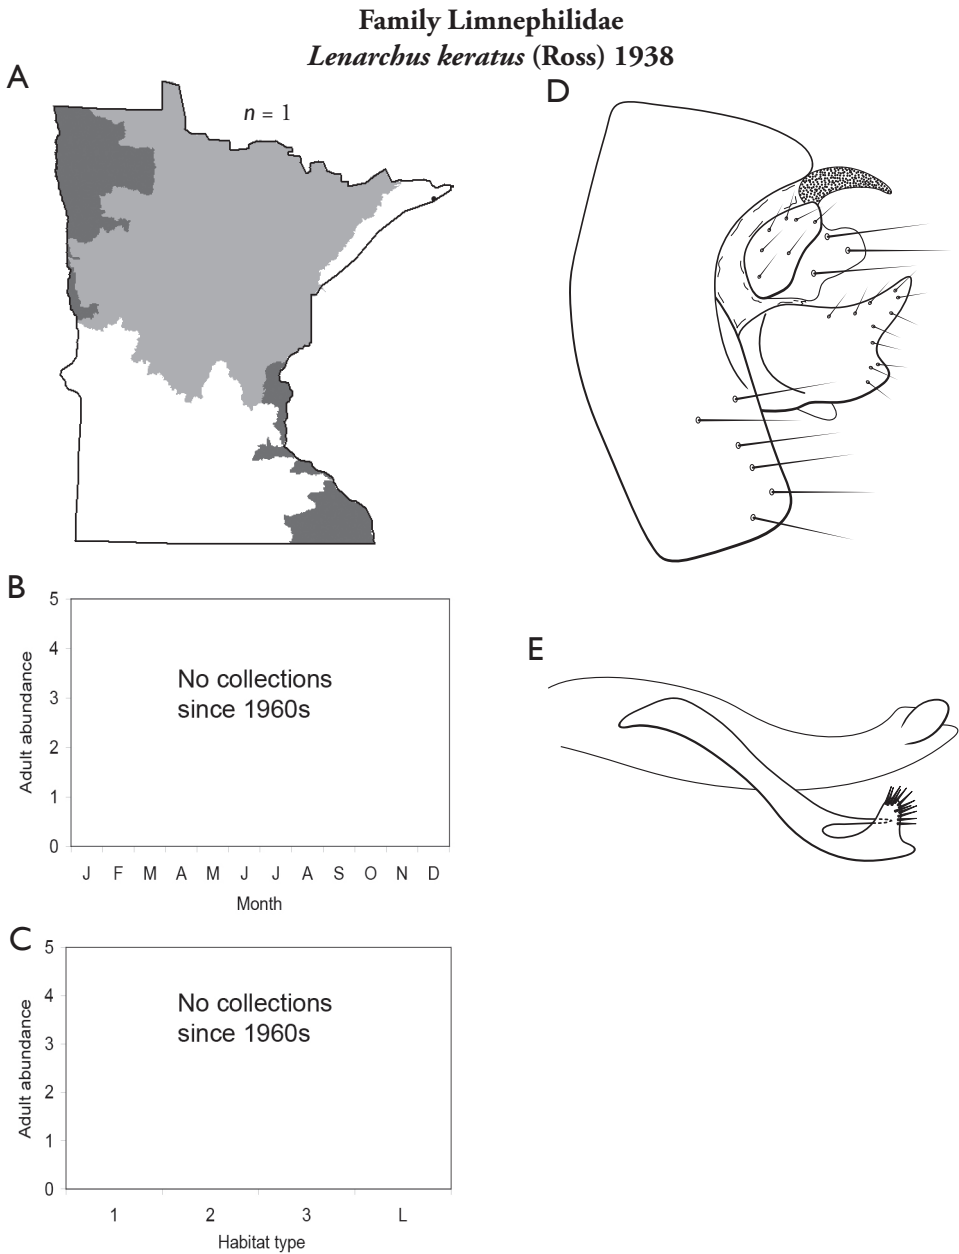 Family Limnephilidae
Lenarchus keratus (Ross) 1938
A
n = 1
D
B
5
4
3
2
1
0
Adult abundance
No collections
since 1960s
J F M A M J J A S O N D
Month
E
C
5
4
3
2
1
0
Adult abundance
No collections
since 1960s
1 2 3 L
Habitat type